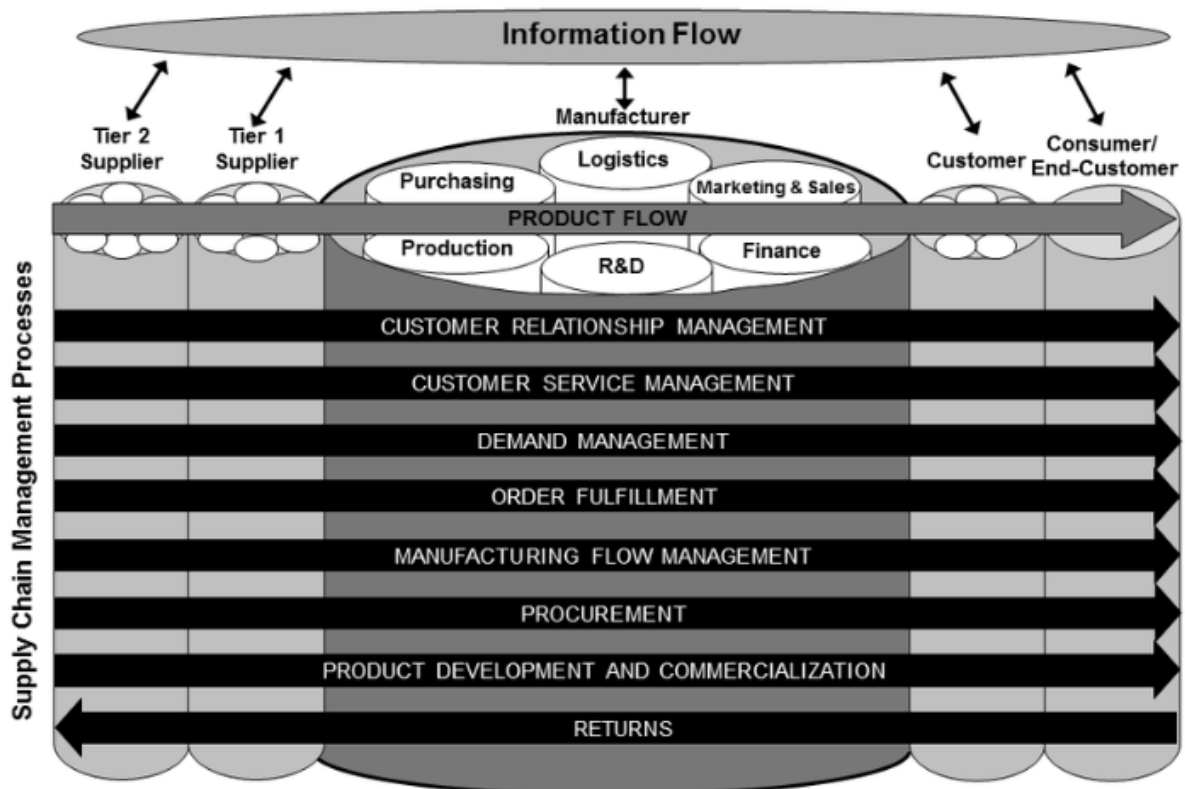 Information Flow
Tier 2
Supplier
Tier 1
Supplier
Manufacturer
Customer
Consumer/
End-Customer
Purchasing
Logistics
Marketing & Sales
PRODUCT FLOW
Production
R&D
Finance
Supply Chain Management Processes
CUSTOMER RELATIONSHIP MANAGEMENT
CUSTOMER SERVICE MANAGEMENT
DEMAND MANAGEMENT
ORDER FULFILLMENT
MANUFACTURING FLOW MANAGEMENT
PROCUREMENT
PRODUCT DEVELOPMENT AND COMMERCIALIZATION
RETURNS